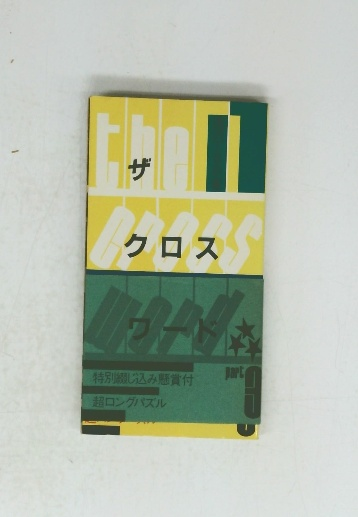 the
ザ
cross
クロス
word
ワード
part
3
特別綴じ込み懸賞付
超ロングパズル